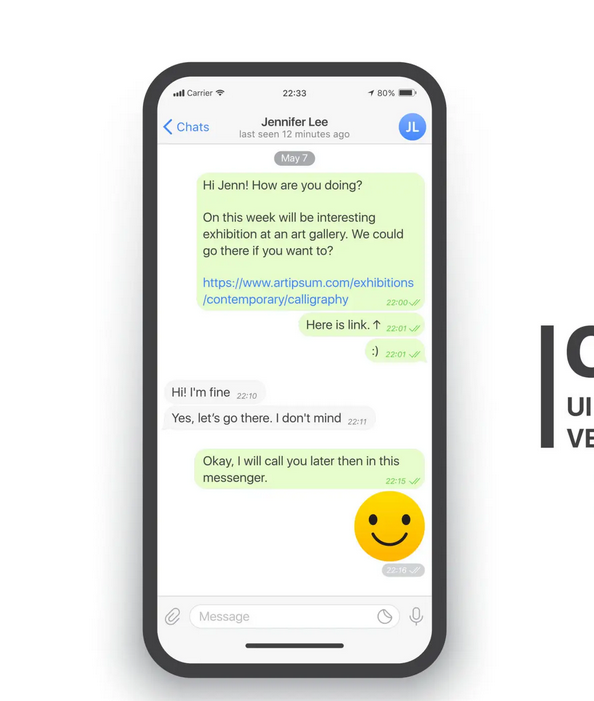 Carrier 22:33 80%
Chats Jennifer Lee JL
last seen 12 minutes ago
May 7
Hi Jenn! How are you doing?
On this week will be interesting
exhibition at an art gallery. We could
go there if you want to?
https://www.artipsum.com/exhibitions
/contemporary/calligraphy 22:00
Here is link.↑ 22:01
:) 22:01
Hi! I'm fine 22:10
Yes, let's go there. I don't mind 22:11
Okay, I will call you later then in this
messenger. 22:15
22:16
Message
UI
VE